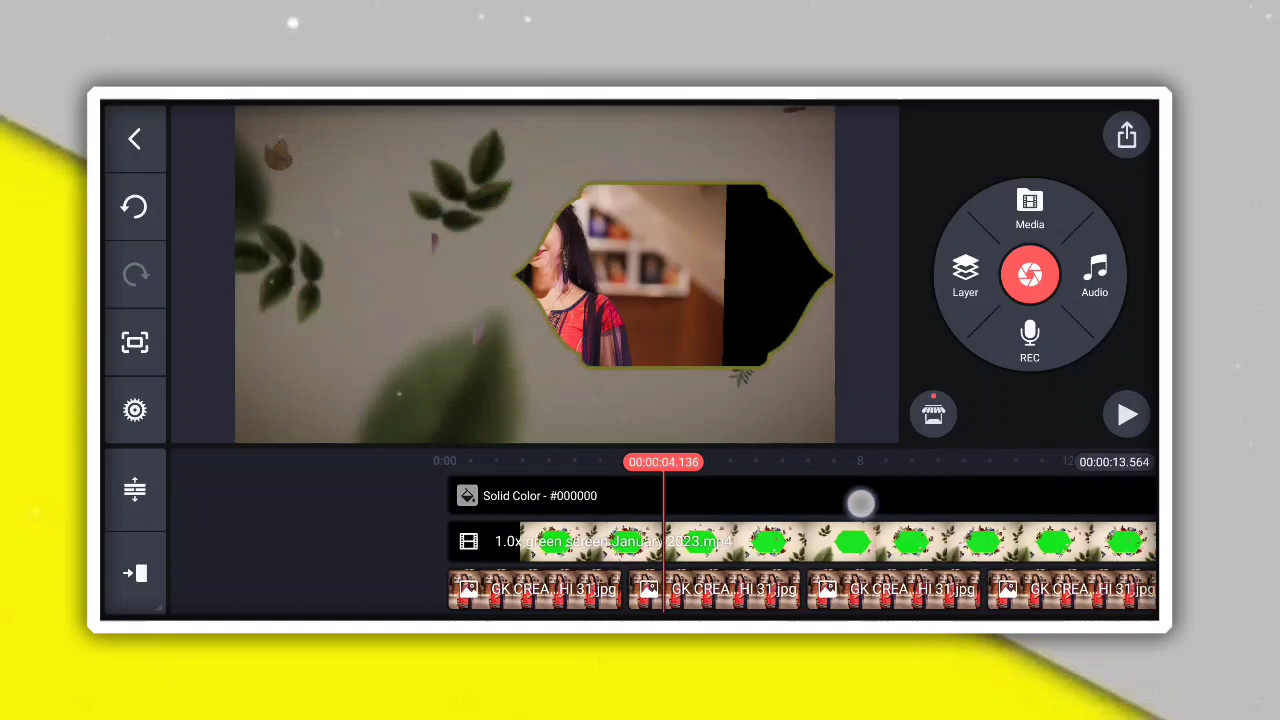 Media
Layer
Audio
REC
0:00
00:00:04.136
8
12
00:00:13.564
Solid Color - #000000
1.0x green screen January 2023.mp4
GK CREA...HI 31.jpg
GK CREA...HI 31.jpg
GK CREA...HI 31.jpg
GK CREA...HI 31.jpg